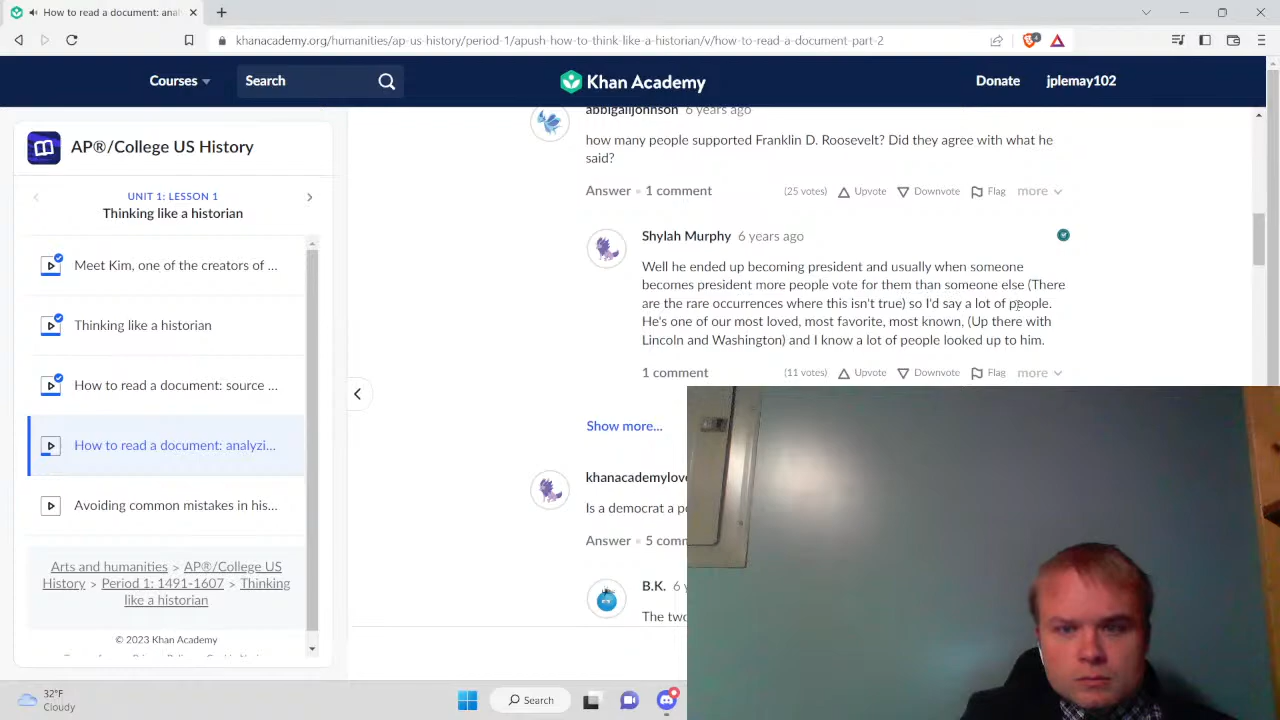 How to read a document: ana
khanacademy.org/humanities/ap-us-history/period-1/apush-how-to-think-like-a-historian/v/how-to-read-a-document-part-2
4
Courses
Search
Khan Academy
Donate
jplemay102
AP®/College US History
UNIT 1: LESSON 1
Thinking like a historian
Meet Kim, one of the creators of ...
Thinking like a historian
How to read a document: source ...
How to read a document: analyzi...
Avoiding common mistakes in his...
Arts and humanities > AP®/College US
History > Period 1: 1491-1607 > Thinking
like a historian
© 2023 Khan Academy
abbigailjohnson 6 years ago
how many people supported Franklin D. Roosevelt? Did they agree with what he
said?
Answer • 1 comment (25 votes) Upvote Downvote Flag more
Shylah Murphy 6 years ago
Well he ended up becoming president and usually when someone
becomes president more people vote for them than someone else (There
are the rare occurrences where this isn't true) so I'd say a lot of people.
He's one of our most loved, most favorite, most known, (Up there with
Lincoln and Washington) and I know a lot of people looked up to him.
1 comment (11 votes) Upvote Downvote Flag more
Show more...
khanacademylove
Is a democrat a p
Answer • 5 comm
B.K. 6 y
The two
32°F
Cloudy
Search